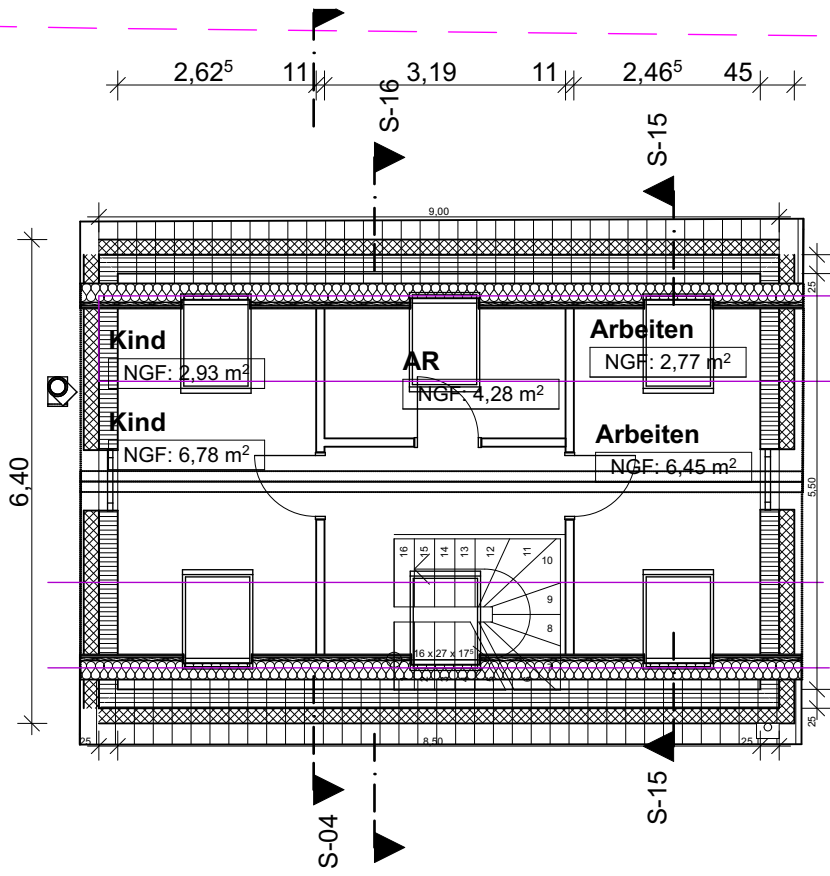 2,62⁵ 11 3,19 11 2,46⁵ 45
S-16
S-15
9,00
25
Kind
NGF: 2,93 m²
AR
NGF: 4,28 m²
Arbeiten
NGF: 2,77 m²
Kind
NGF: 6,78 m²
Arbeiten
NGF: 6,45 m²
6,40
5,50
16 15 14 13 12 11
10
9
8
16 x 27 x 17⁵
25
25 8,50 25
S-04
S-15